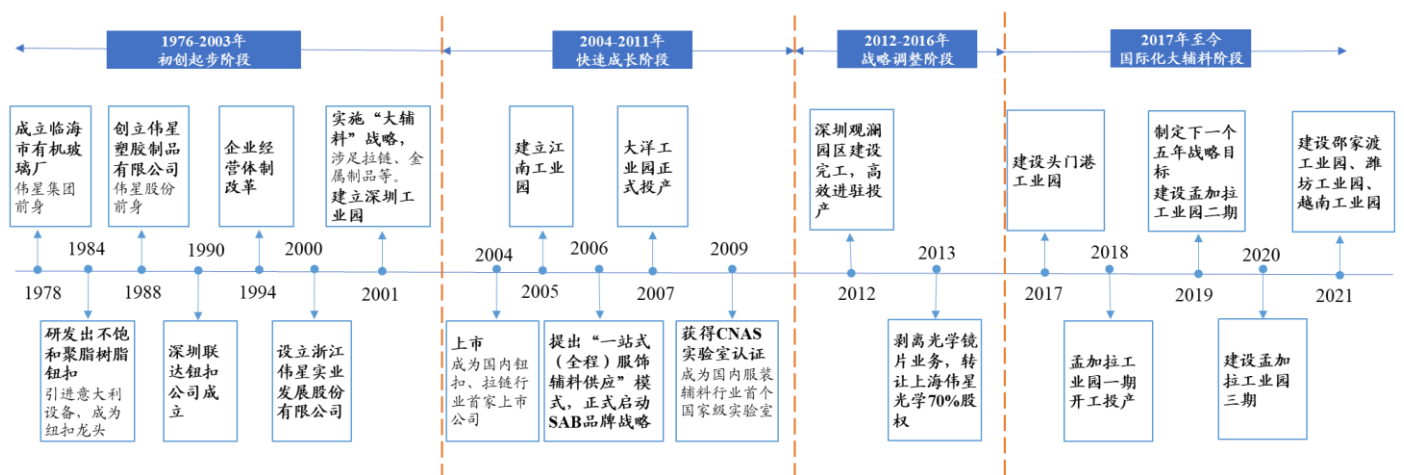 1976-2003年
初创起步阶段
2004-2011年
快速成长阶段
2012-2016年
战略调整阶段
2017年至今
国际化大辅料阶段
成立临海
市有机玻
璃厂
伟星集团
前身
创立伟星
塑胶制品
有限公司
伟星股份
前身
企业经
营体制
改革
实施“大辅
料”战略，
涉足拉链、金
属制品等。
建立深圳工业
园
建立江
南工业
园
大洋工
业园正
式投产
深圳观澜
园区建设
完工，高
效进驻投
产
建设头门港
工业园
制定下一个
五年战略目
标
建设孟加拉
工业园二期
建设邵家渡
工业园、潍
坊工业园、
越南工业园
1984
1990
2000
2004
2006
2009
2013
2018
2020
1978
1988
1994
2001
2005
2007
2012
2017
2019
2021
研发出不饱
和聚脂树脂
钮扣
引进意大利
设备，成为
纽扣龙头
深圳联
达钮扣
公司成
立
设立浙江
伟星实业
发展股份
有限公司
上市
成为国内钮
扣、拉链行
业首家上市
公司
提出“一站式
（全程）服饰
辅料供应”模
式，正式启动
SAB品牌战略
获得CNAS
实验室认证
成为国内服装
辅料行业首个
国家级实验室
剥离光学镜
片业务，转
让上海伟星
光学70%股
权
孟加拉工
业园一期
开工投产
建设孟加
拉工业园
三期